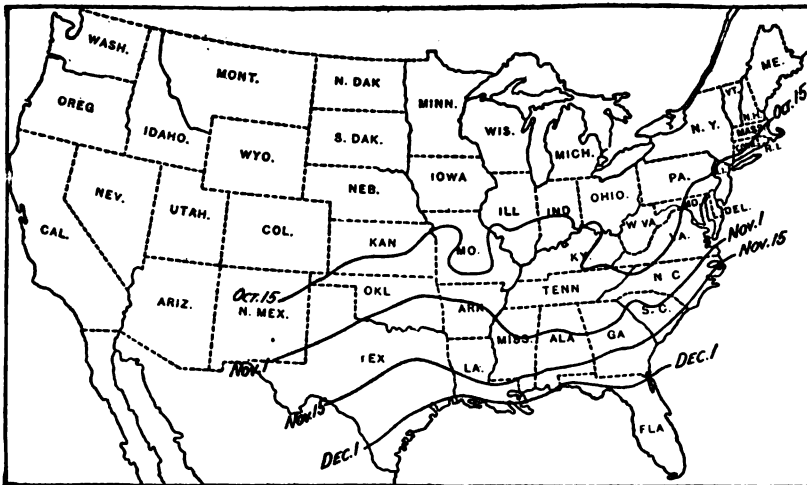 WASH.
MONT.
N. DAK
MINN.
ME.
VT.
OCT. 15
OREG
IDAHO.
S. DAK.
WIS.
MICH.
N. Y.
N.H.
MASS
CONN.
R.I.
WYO.
NEB.
IOWA
PA.
NEV.
UTAH.
COL.
KAN
MO.
ILL
IND
OHIO.
W VA
VA.
MD.
DEL.
CAL.
KY.
NOV. 1
NOV. 15
ARIZ.
OCT. 15
N. MEX.
OKL
ARK
TENN
N C
S. C.
NOV. 1
TEX
LA.
MISS.
ALA
GA
DEC. 1
NOV. 15
DEC. 1
FLA